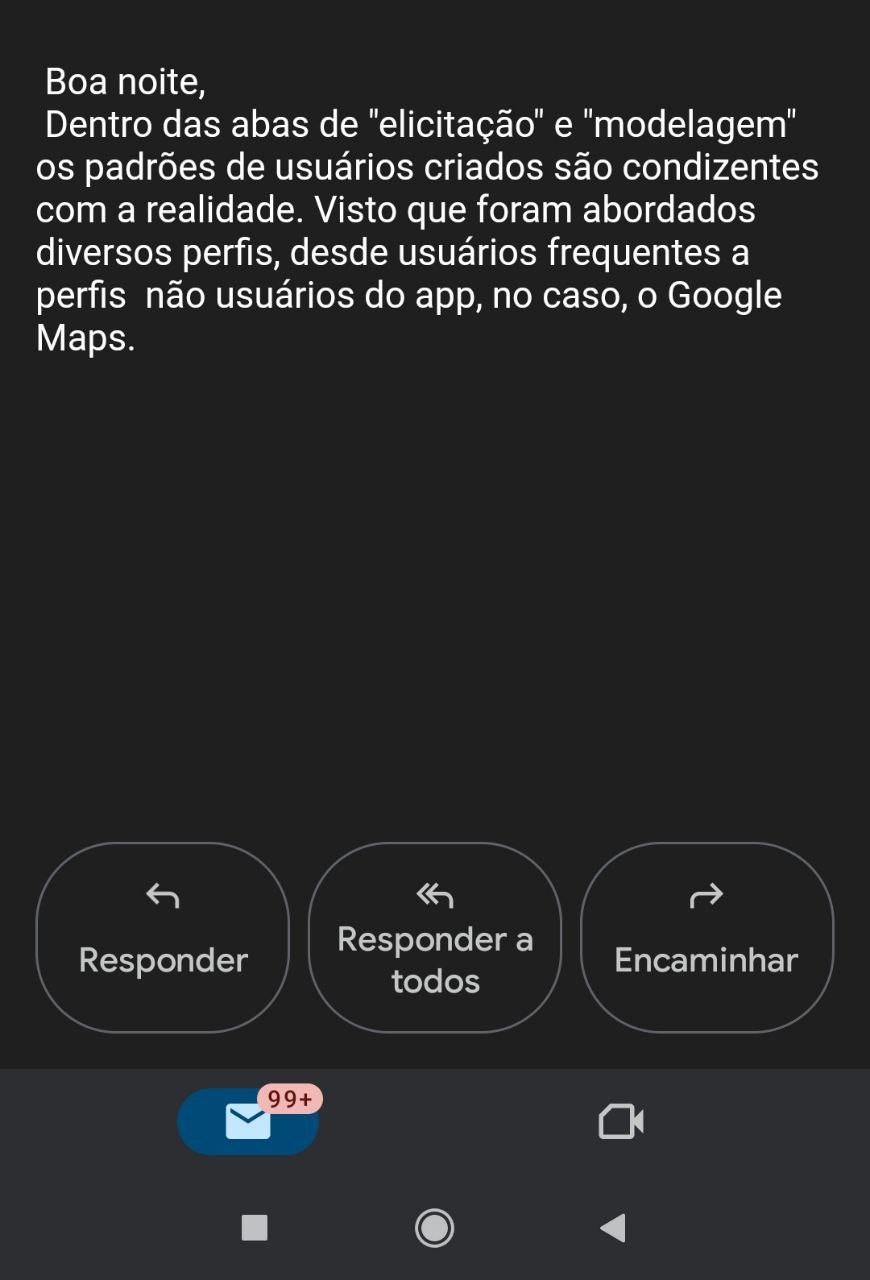 Boa noite,
Dentro das abas de "elicitação" e "modelagem"
os padrões de usuários criados são condizentes
com a realidade. Visto que foram abordados
diversos perfis, desde usuários frequentes a
perfis  não usuários do app, no caso, o Google
Maps.
Responder
Responder a
todos
Encaminhar
99+